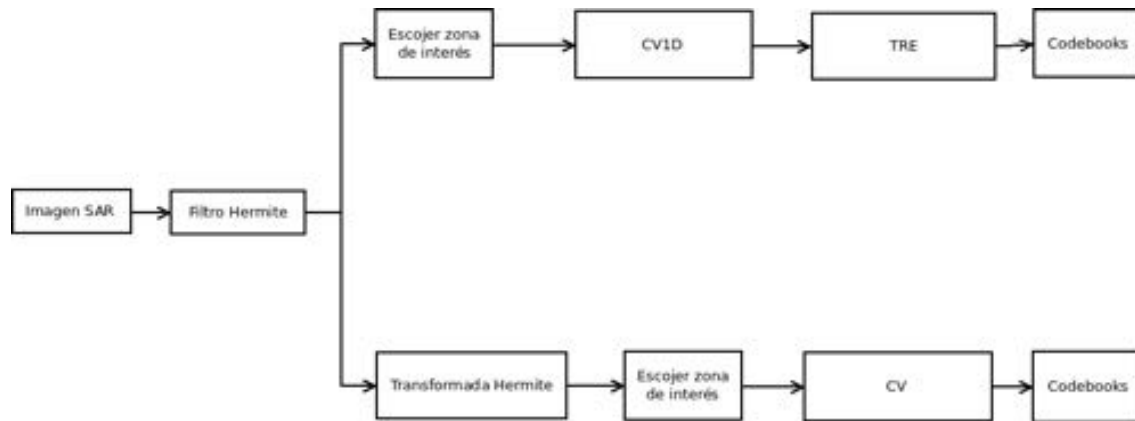 Escojer zona
de interés
CV1D
TRE
Codebooks
Imagen SAR
Filtro Hermite
Transformada Hermite
Escojer zona
de interés
CV
Codebooks